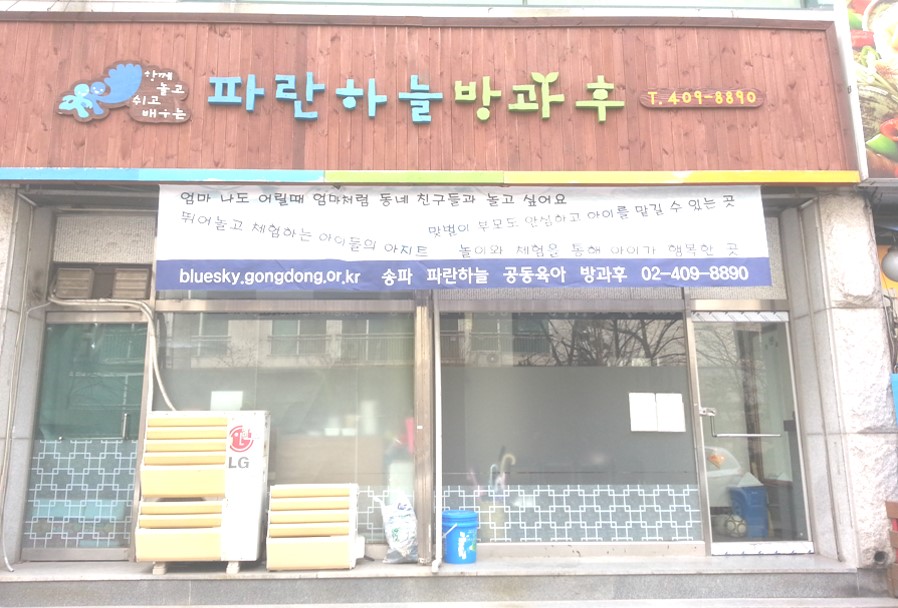 함께
놀고
쉬고
배우는
파란하늘방과후
T.409-8890
엄마 나도 어릴때 엄마처럼 동네 친구들과 놀고 싶어요
맞벌이 부모도 안심하고 아이를 맡길 수 있는 곳
뛰어놀고 체험하는 아이들의 아지트
놀이와 체험을 통해 아이가 행복한 곳
bluesky.gongdong.or.kr 송파 파란하늘 공동육아 방과후 02-409-8890
LG